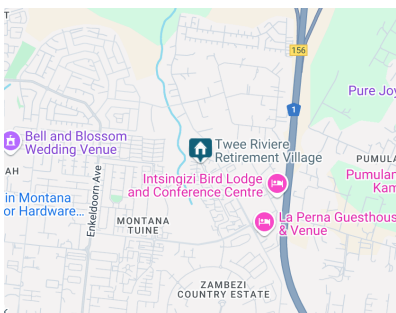 156
1
Pure Joy
Bell and Blossom
Wedding Venue
Twee Riviere
Retirement Village
PUMULA
AH
Intsingizi Bird Lodge
and Conference Centre
Pumulan
Kam
Enkeldoorn Ave
in Montana
or Hardware...
La Perna Guesthous
& Venue
MONTANA
TUINE
ZAMBEZI
COUNTRY ESTATE